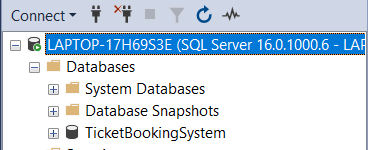 Connect
LAPTOP-17H69S3E (SQL Server 16.0.1000.6 - LAP
Databases
System Databases
Database Snapshots
TicketBookingSystem